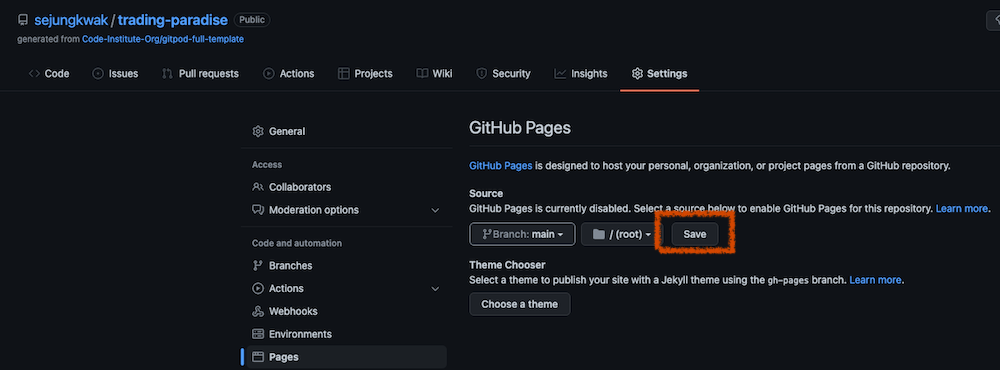 sejungkwak / trading-paradise Public
generated from Code-Institute-Org/gitpod-full-template
Code Issues Pull requests Actions Projects Wiki Security Insights Settings
General
Access
Collaborators
Moderation options
Code and automation
Branches
Actions
Webhooks
Environments
Pages
GitHub Pages
GitHub Pages is designed to host your personal, organization, or project pages from a GitHub repository.
Source
GitHub Pages is currently disabled. Select a source below to enable GitHub Pages for this repository. Learn more.
Branch: main / (root) Save
Theme Chooser
Select a theme to publish your site with a Jekyll theme using the gh-pages branch. Learn more.
Choose a theme